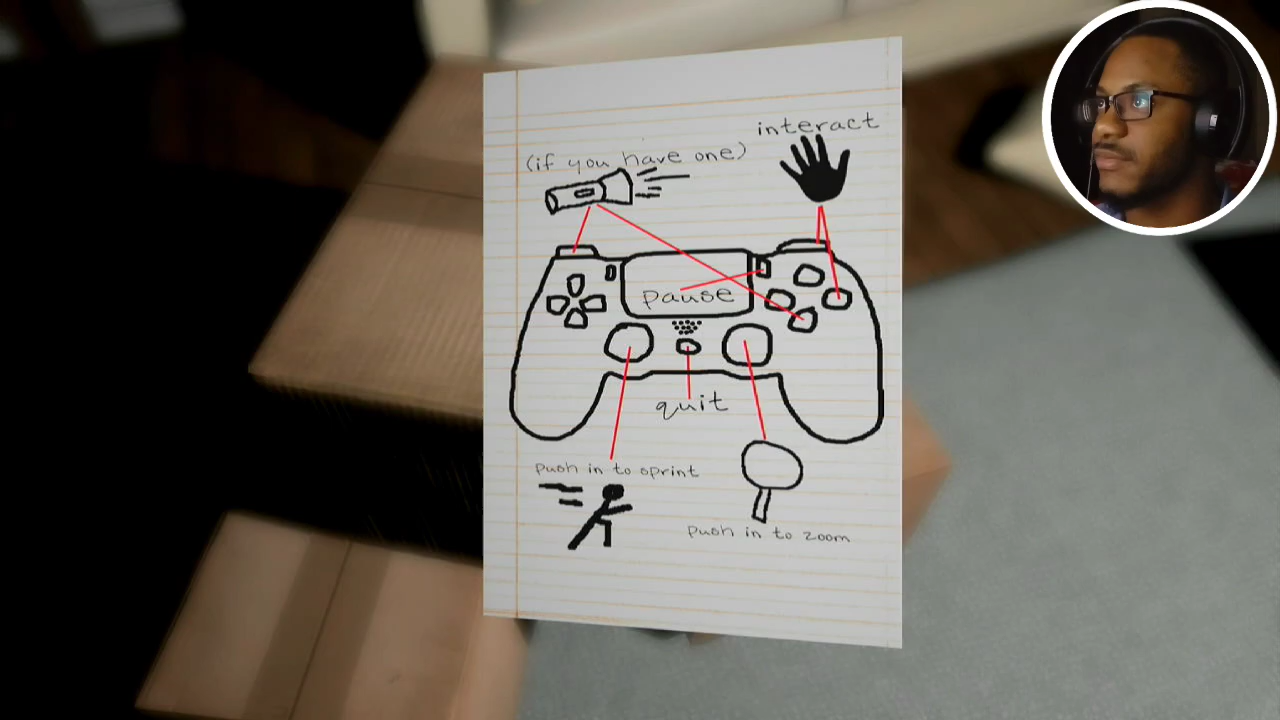 interact
(if you have one)
pause
quit
push in to sprint
push in to zoom